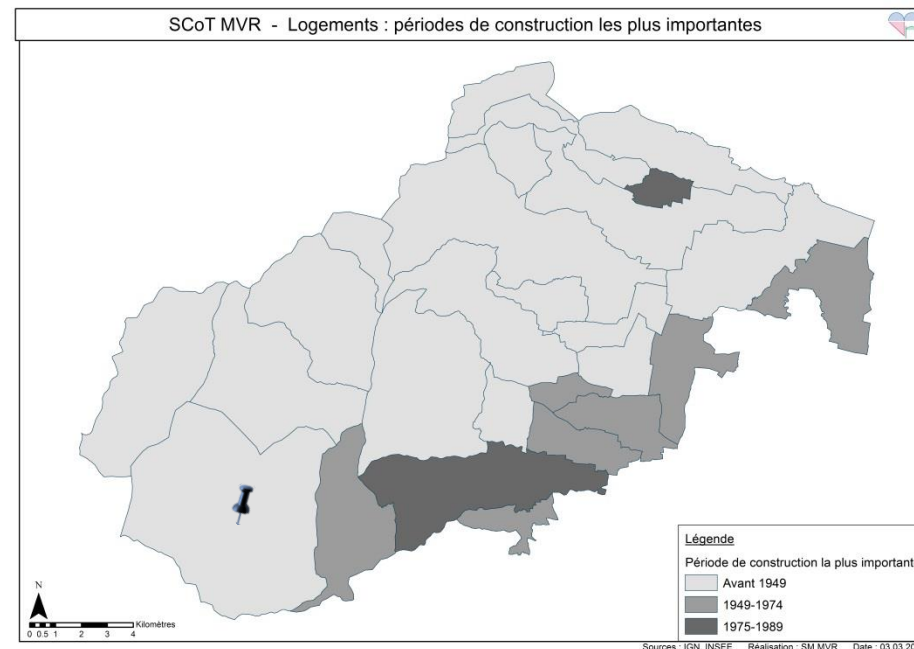 SCoT MVR - Logements : périodes de construction les plus importantes
Légende
Période de construction la plus important
Avant 1949
1949-1974
1975-1989
N
Kilomètres
0 0.5 1 2 3 4
Sources : IGN, INSEE Réalisation : SM MVR Date : 03.03.20